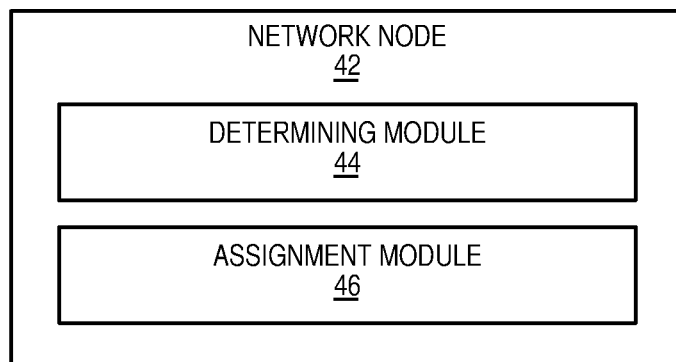 NETWORK NODE
42
DETERMINING MODULE
44
ASSIGNMENT MODULE
46